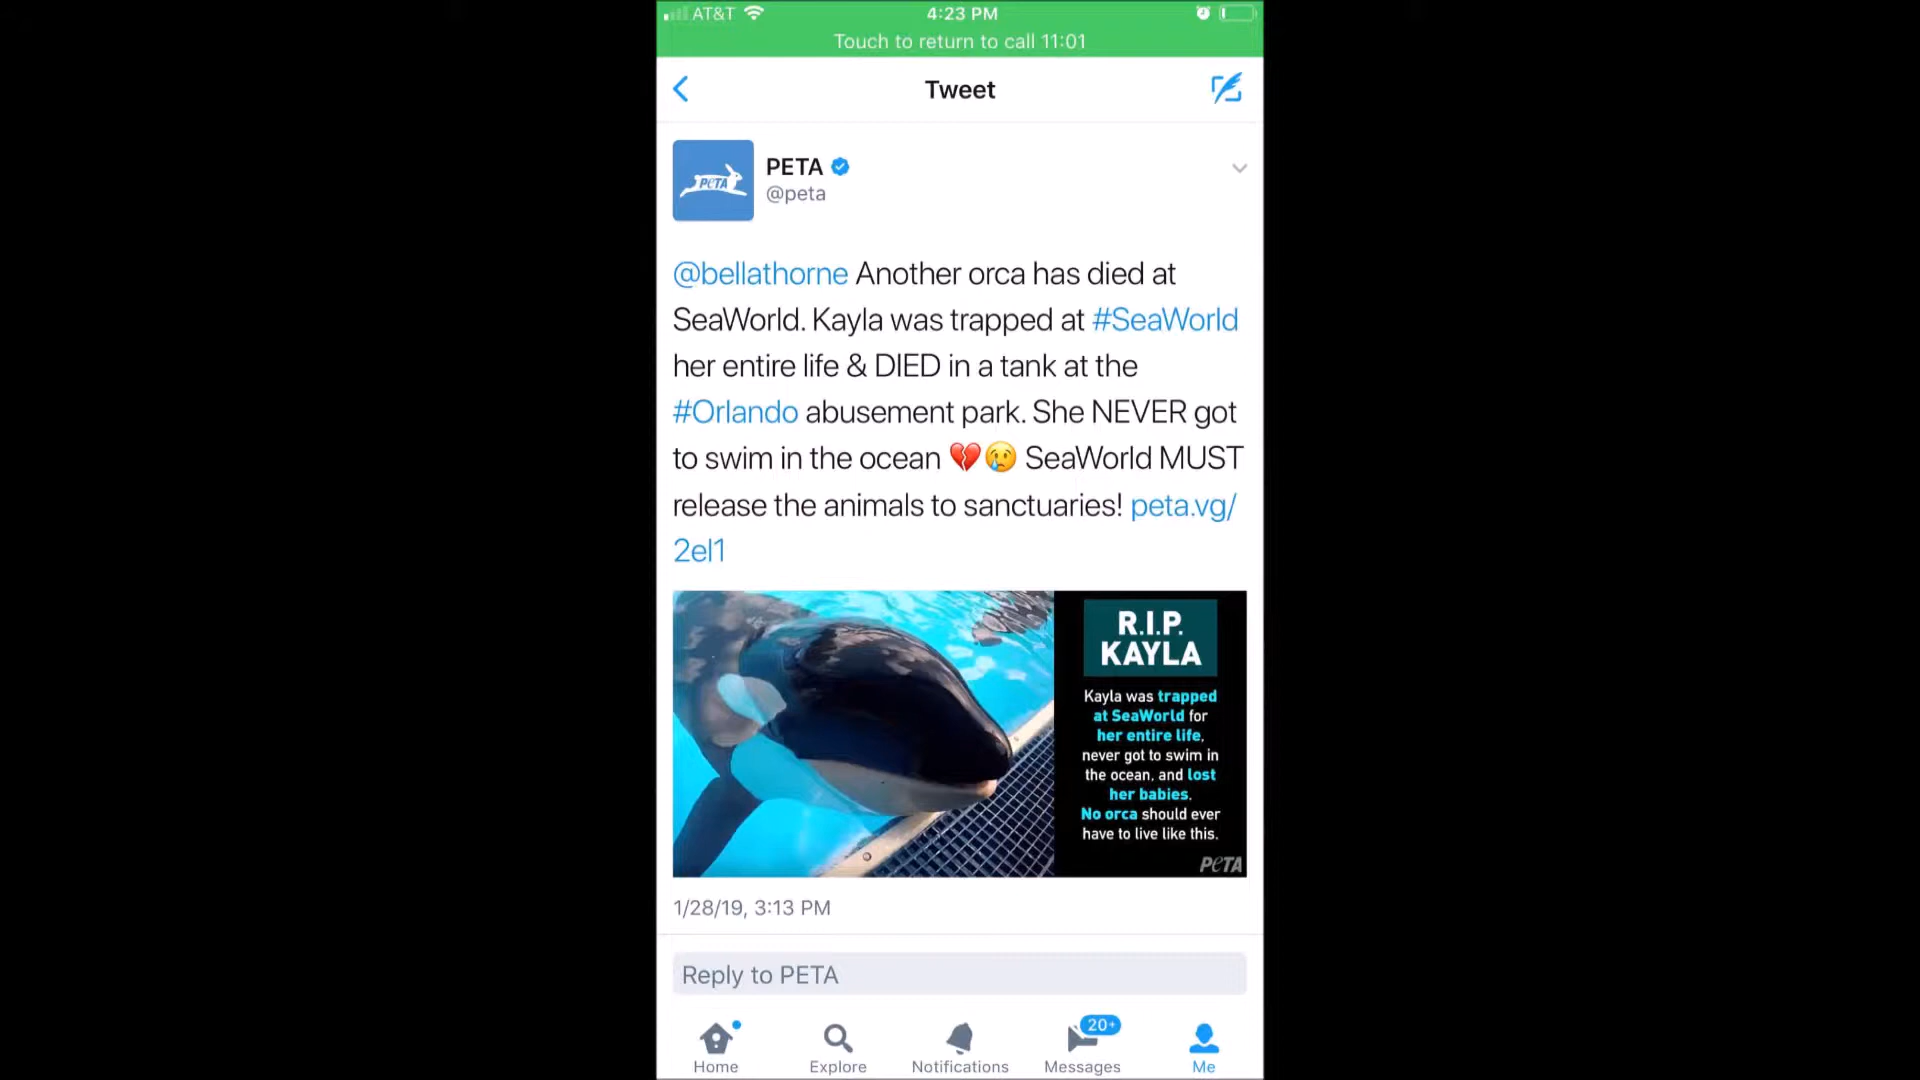 AT&T 4:23 PM
Touch to return to call 11:01
Tweet
PETA
PETA
@peta
@bellathorne Another orca has died at
SeaWorld. Kayla was trapped at #SeaWorld
her entire life & DIED in a tank at the
#Orlando abusement park. She NEVER got
to swim in the ocean 💔😢 SeaWorld MUST
release the animals to sanctuaries! peta.vg/
2el1
R.I.P.
KAYLA
Kayla was trapped
at SeaWorld for
her entire life,
never got to swim in
the ocean, and lost
her babies.
No orca should ever
have to live like this.
PETA
1/28/19, 3:13 PM
Reply to PETA
20+
Home Explore Notifications Messages Me